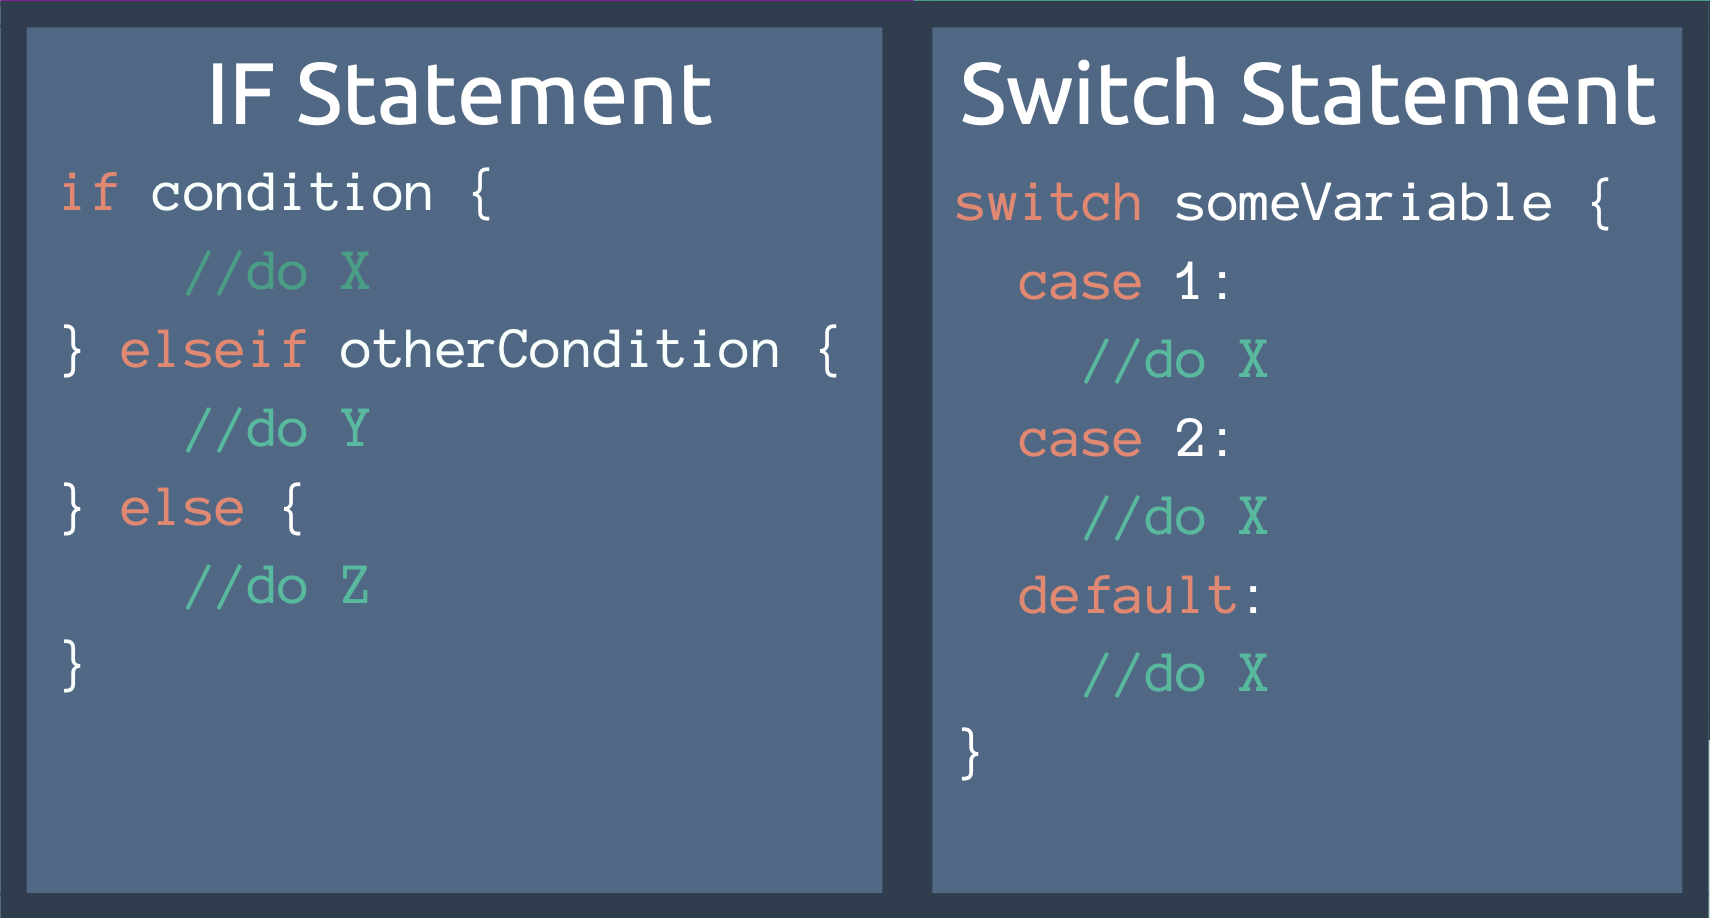 IF Statement
if condition {
    //do X
} elseif otherCondition {
    //do Y
} else {
    //do Z
}
Switch Statement
switch someVariable {
  case 1:
    //do X
  case 2:
    //do X
  default:
    //do X
}